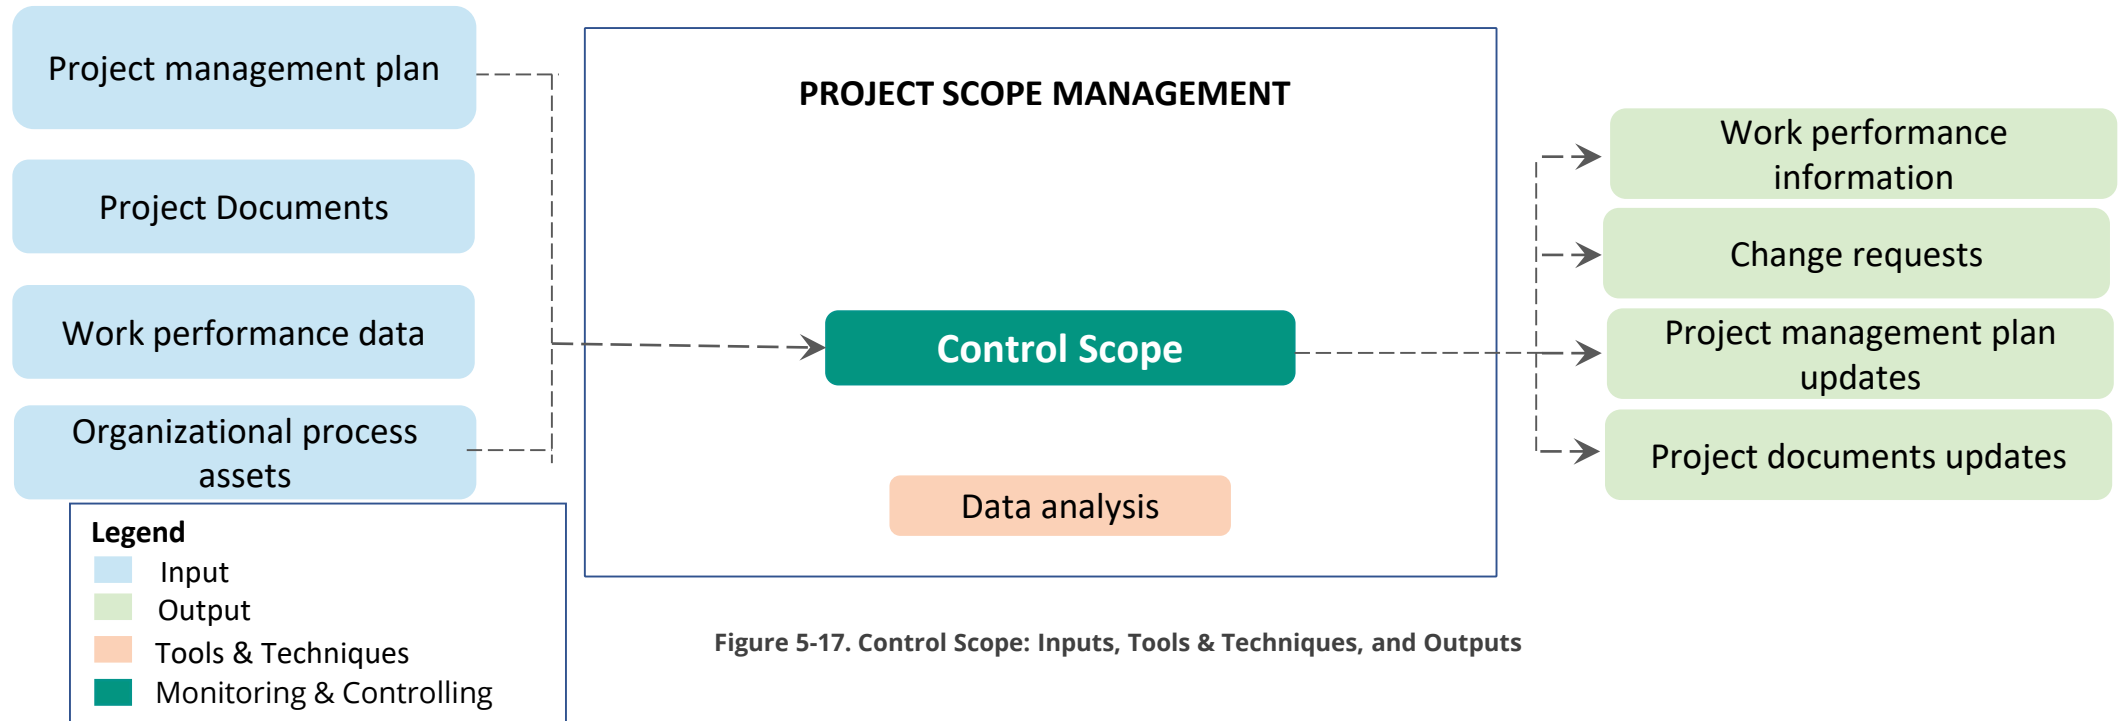 Project management plan
Project Documents
Work performance data
Organizational process
assets
PROJECT SCOPE MANAGEMENT
Control Scope
Data analysis
Work performance
information
Change requests
Project management plan
updates
Project documents updates
Legend
Input
Output
Tools & Techniques
Monitoring & Controlling
Figure 5-17. Control Scope: Inputs, Tools & Techniques, and Outputs